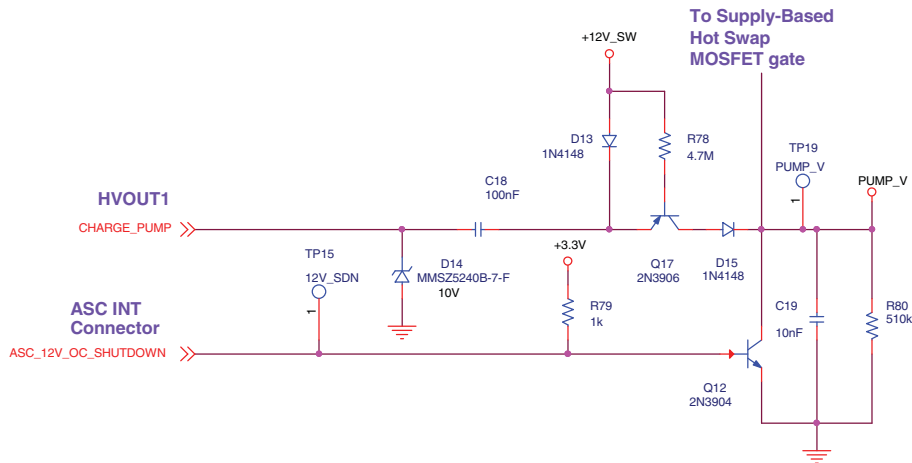 To Supply-Based
Hot Swap
MOSFET gate
+12V_SW
D13
1N4148
R78
4.7M
TP19
PUMP_V
1
PUMP_V
HVOUT1
CHARGE_PUMP
C18
100nF
TP15
12V_SDN
1
D14
MMSZ5240B-7-F
10V
+3.3V
R79
1k
Q17
2N3906
D15
1N4148
C19
10nF
R80
510k
ASC INT
Connector
ASC_12V_OC_SHUTDOWN
Q12
2N3904